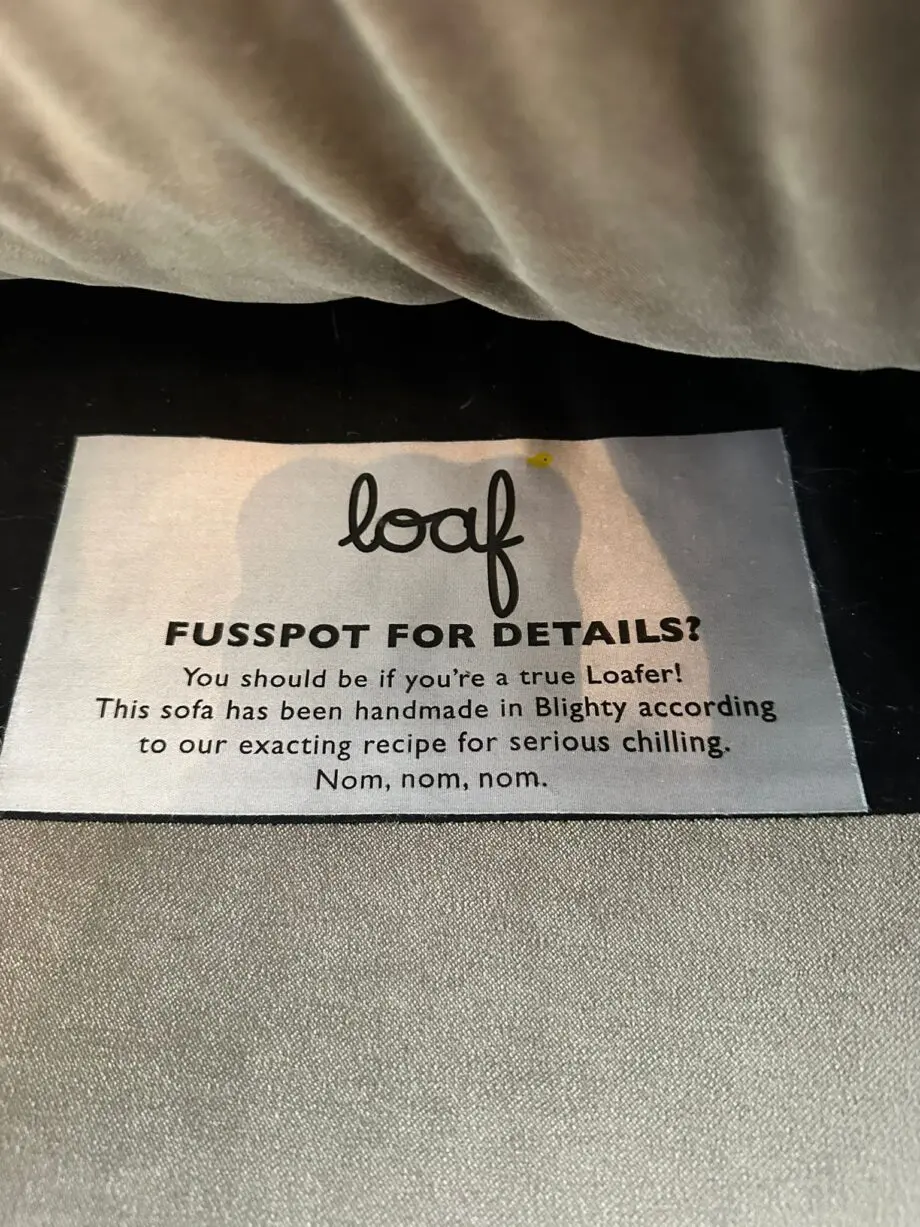 loaf
FUSSPOT FOR DETAILS?
You should be if you're a true Loafer!
This sofa has been handmade in Blighty according
to our exacting recipe for serious chilling.
Nom, nom, nom.